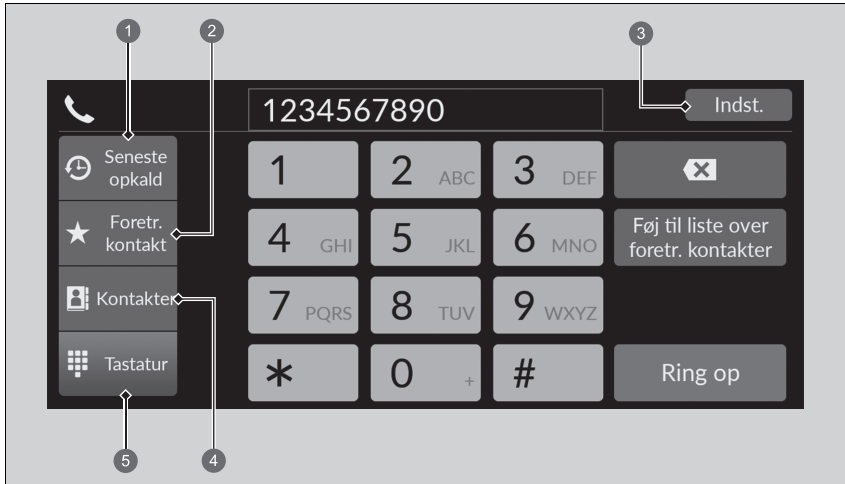 1
2
3
1234567890
Indst.
Seneste
opkald
1
2 ABC
3 DEF
Foretr.
kontakt
4 GHI
5 JKL
6 MNO
Føj til liste over
foretr. kontakter
Kontakter
7 PQRS
8 TUV
9 WXYZ
Tastatur
*
0 +
#
Ring op
5
4